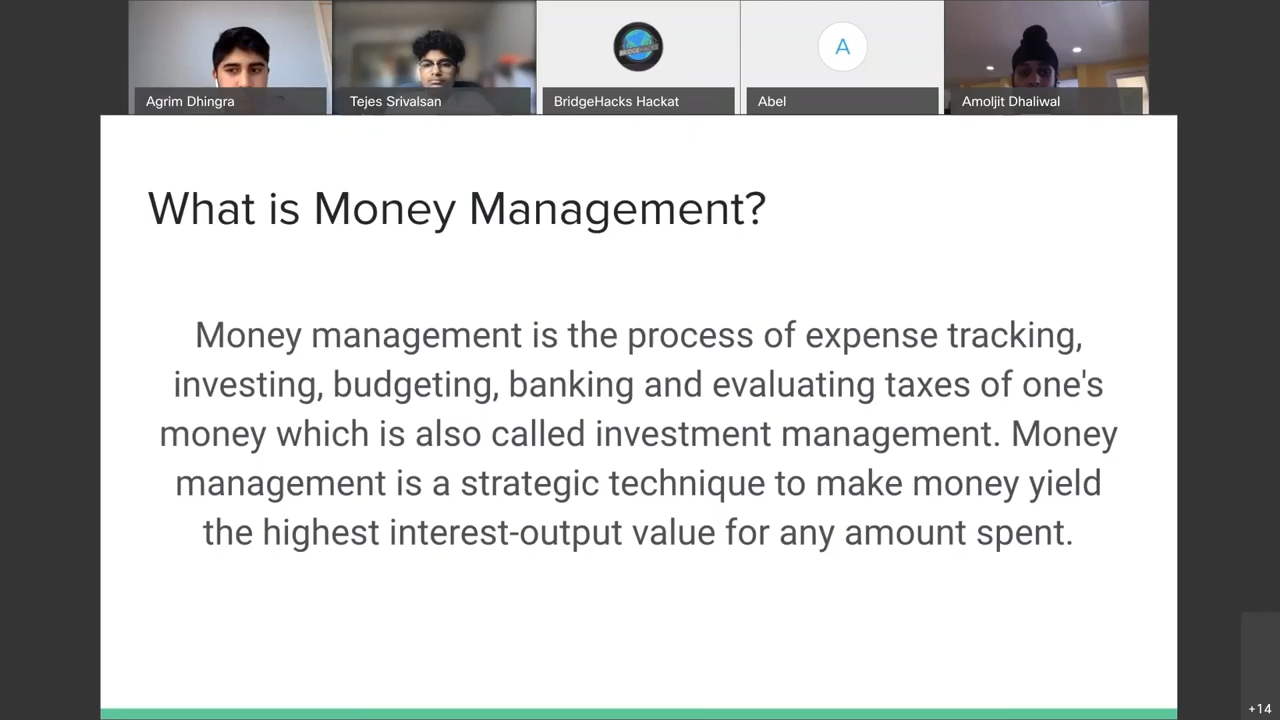 Agrim Dhingra
Tejes Srivalsan
BRIDGEHACKS
BridgeHacks Hackat
A
Abel
Amoljit Dhaliwal
What is Money Management?
Money management is the process of expense tracking,
investing, budgeting, banking and evaluating taxes of one's
money which is also called investment management. Money
management is a strategic technique to make money yield
the highest interest-output value for any amount spent.
+14